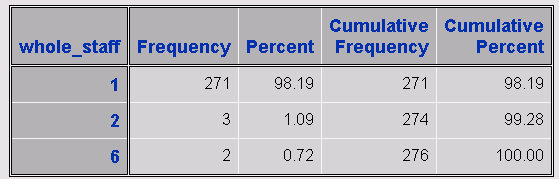 Cumulative Cumulative
whole_staff Frequency Percent Frequency Percent
1 271 98.19 271 98.19
2 3 1.09 274 99.28
6 2 0.72 276 100.00